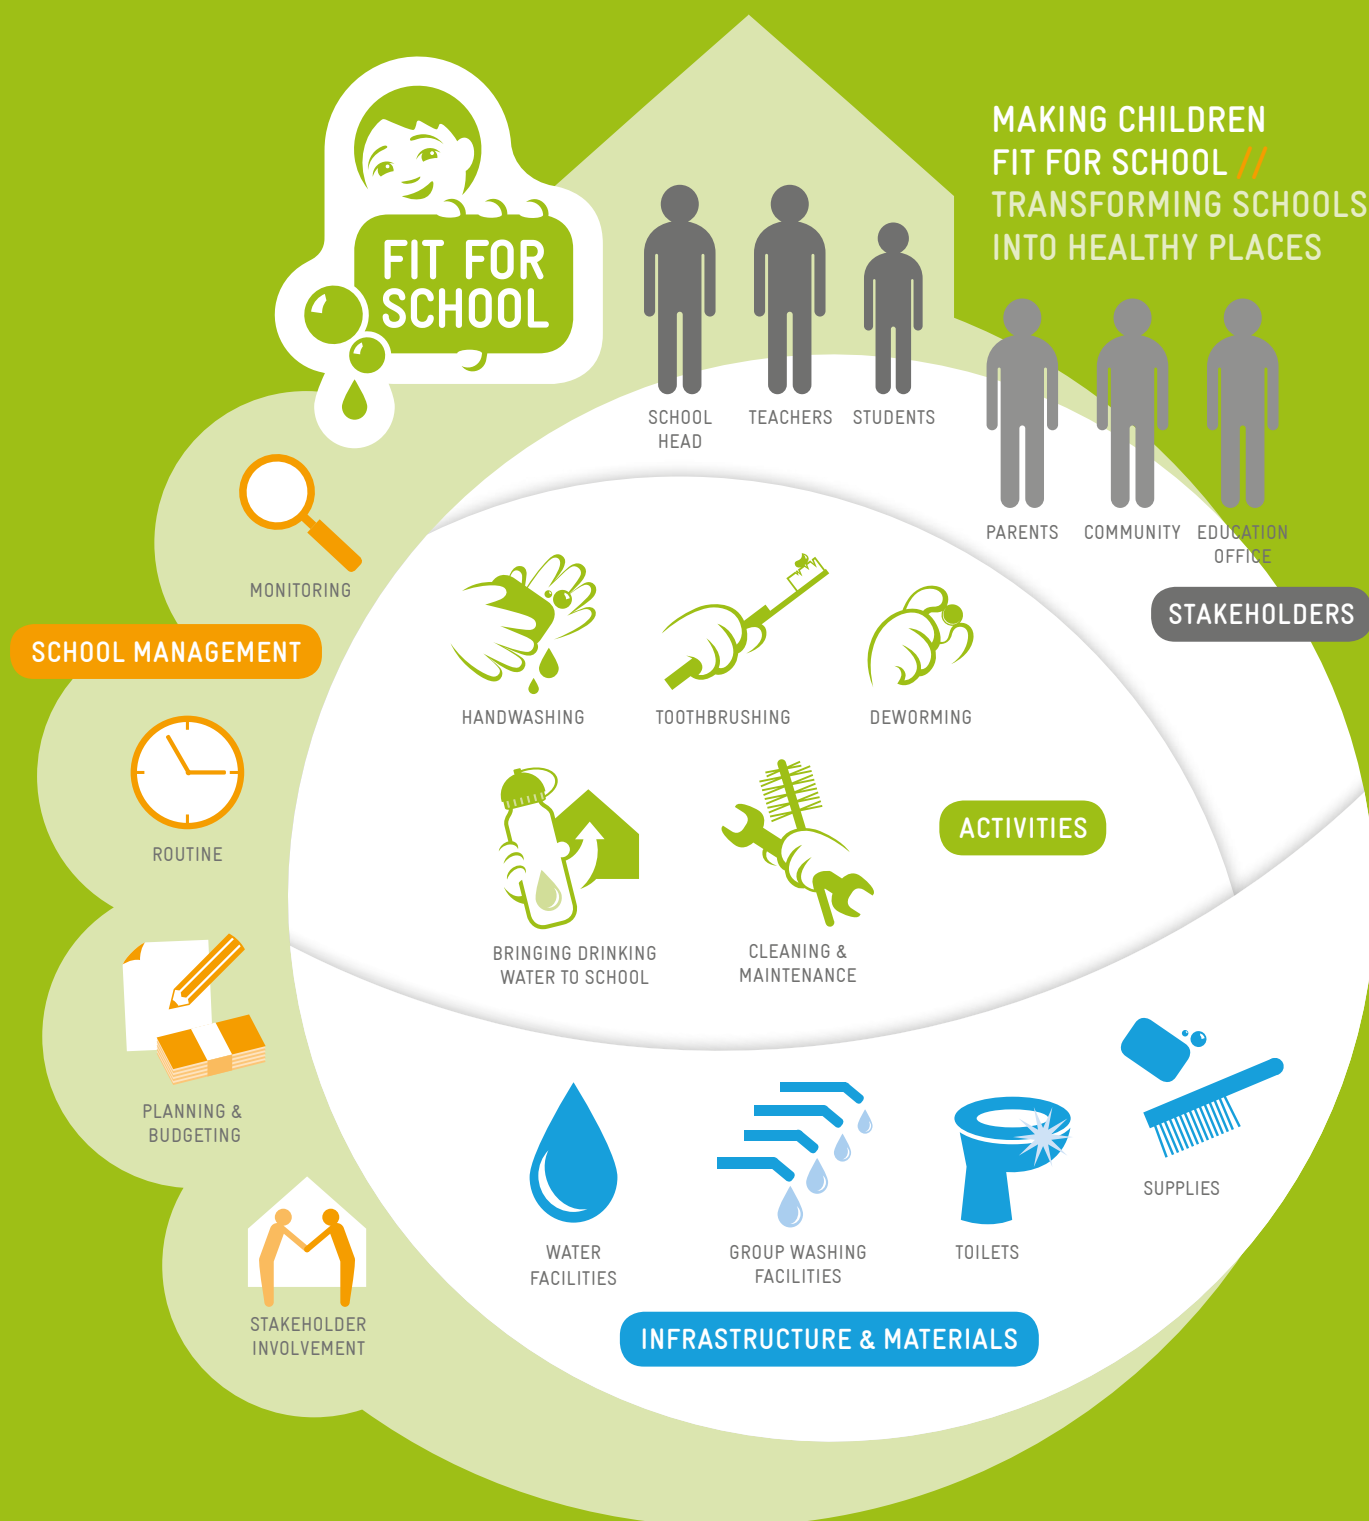 FIT FOR
SCHOOL
MAKING CHILDREN
FIT FOR SCHOOL //
TRANSFORMING SCHOOLS
INTO HEALTHY PLACES
SCHOOL
HEAD
TEACHERS
STUDENTS
PARENTS
COMMUNITY
EDUCATION
OFFICE
STAKEHOLDERS
MONITORING
SCHOOL MANAGEMENT
ROUTINE
PLANNING &
BUDGETING
STAKEHOLDER
INVOLVEMENT
HANDWASHING
TOOTHBRUSHING
DEWORMING
BRINGING DRINKING
WATER TO SCHOOL
CLEANING &
MAINTENANCE
ACTIVITIES
WATER
FACILITIES
GROUP WASHING
FACILITIES
TOILETS
SUPPLIES
INFRASTRUCTURE & MATERIALS